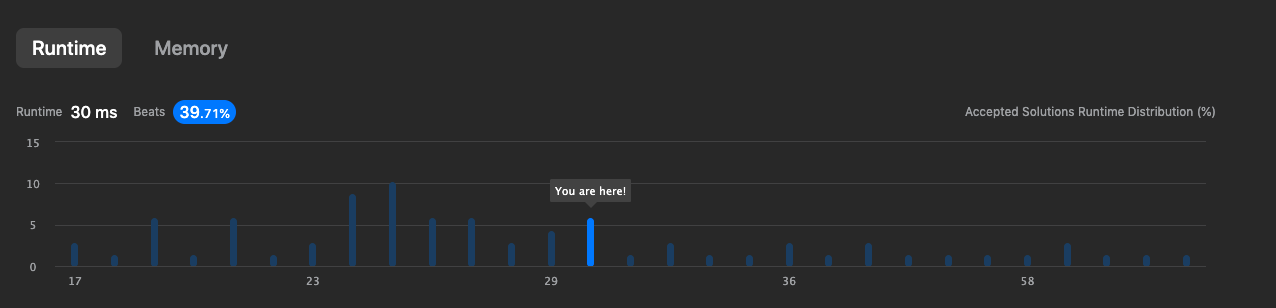 Runtime Memory
Runtime 30 ms Beats 39.71% Accepted Solutions Runtime Distribution (%)
15
10
You are here!
5
0
17 23 29 36 58